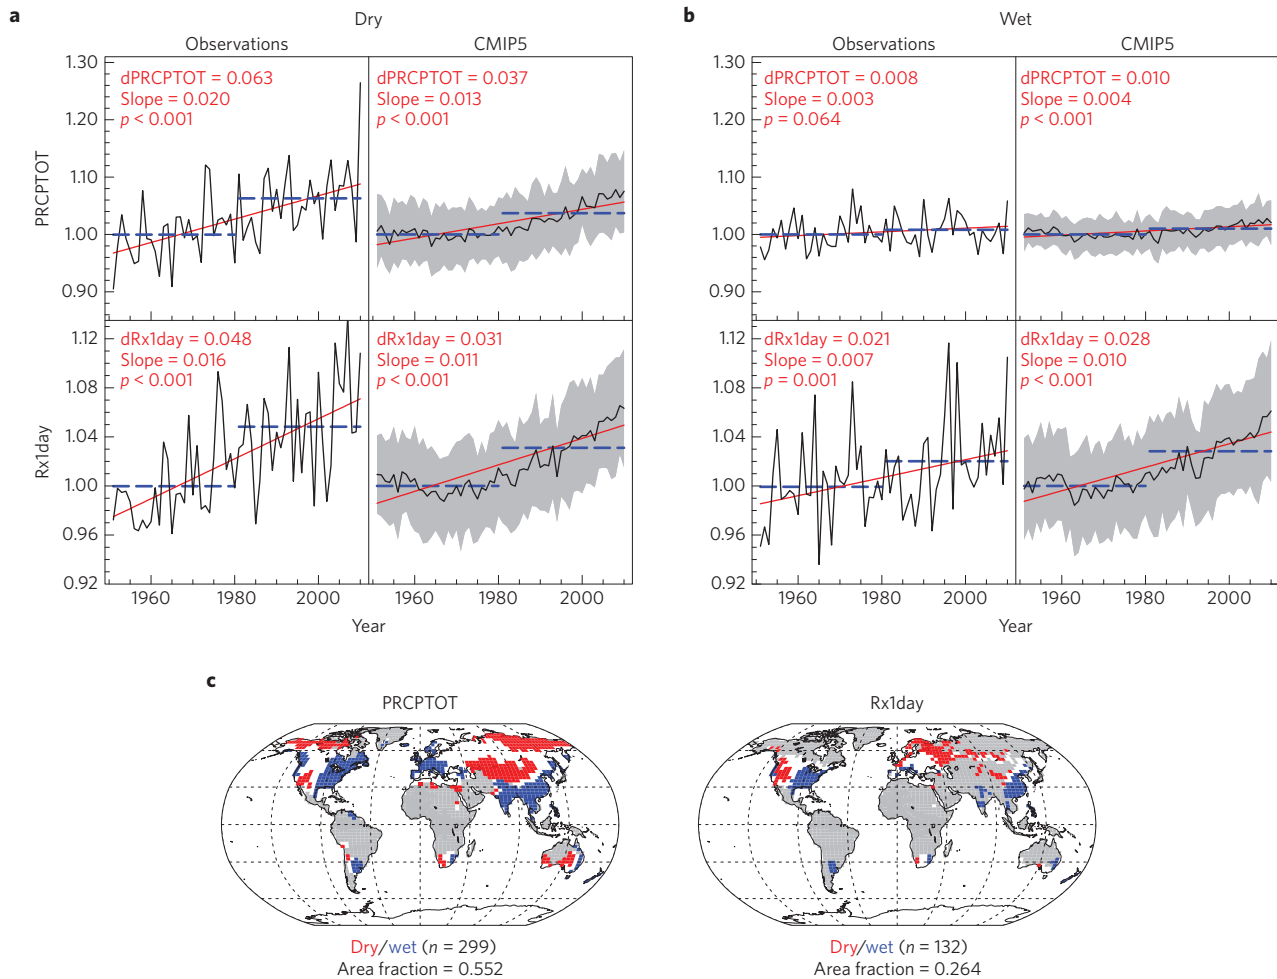 a
Dry
Observations
CMIP5
b
Wet
Observations
CMIP5
PRCPTOT
1.30
1.20
1.10
1.00
0.90
dPRCPTOT = 0.063
Slope = 0.020
p < 0.001
dPRCPTOT = 0.037
Slope = 0.013
p < 0.001
Rx1day
1.12
1.08
1.04
1.00
0.96
0.92
dRx1day = 0.048
Slope = 0.016
p < 0.001
dRx1day = 0.031
Slope = 0.011
p < 0.001
1960
1980
2000
1960
1980
2000
Year
PRCPTOT
1.30
1.20
1.10
1.00
0.90
dPRCPTOT = 0.008
Slope = 0.003
p = 0.064
dPRCPTOT = 0.010
Slope = 0.004
p < 0.001
Rx1day
1.12
1.08
1.04
1.00
0.96
0.92
dRx1day = 0.021
Slope = 0.007
p = 0.001
dRx1day = 0.028
Slope = 0.010
p < 0.001
1960
1980
2000
1960
1980
2000
Year
c
PRCPTOT
Dry/wet (n = 299)
Area fraction = 0.552
Rx1day
Dry/wet (n = 132)
Area fraction = 0.264